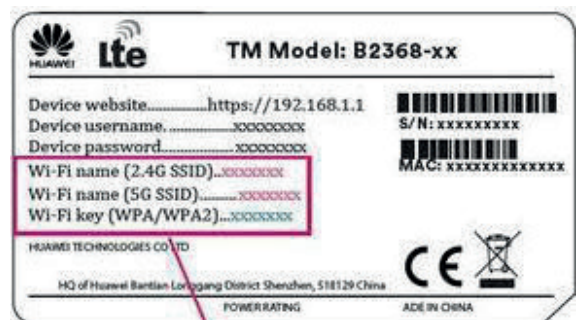 HUAWEI
lte
TM Model: B2368-xx
Device website..............https://192.168.1.1
Device username. ..............xxxxxxxx
Device password..............xxxxxxxx
Wi-Fi name (2.4G SSID)..xxxxxxx
Wi-Fi name (5G SSID).........xxxxxxx
Wi-Fi key (WPA/WPA2)...xxxxxxx
S/N: xxxxxxxxx
MAC: xxxxxxxxxxxxx
HUAWEI TECHNOLOGIES CO LTD
HQ of Huawei Bantian Longgang District Shenzhen, 518129 China
CE
POWER RATING
ADE IN CHINA